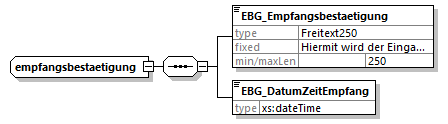 EBG_Empfangsbestaetigung
type Freitext250
fixed Hiermit wird der Einga...
min/maxLen 250
empfangsbestaetigung
EBG_DatumZeitEmpfang
type xs:dateTime